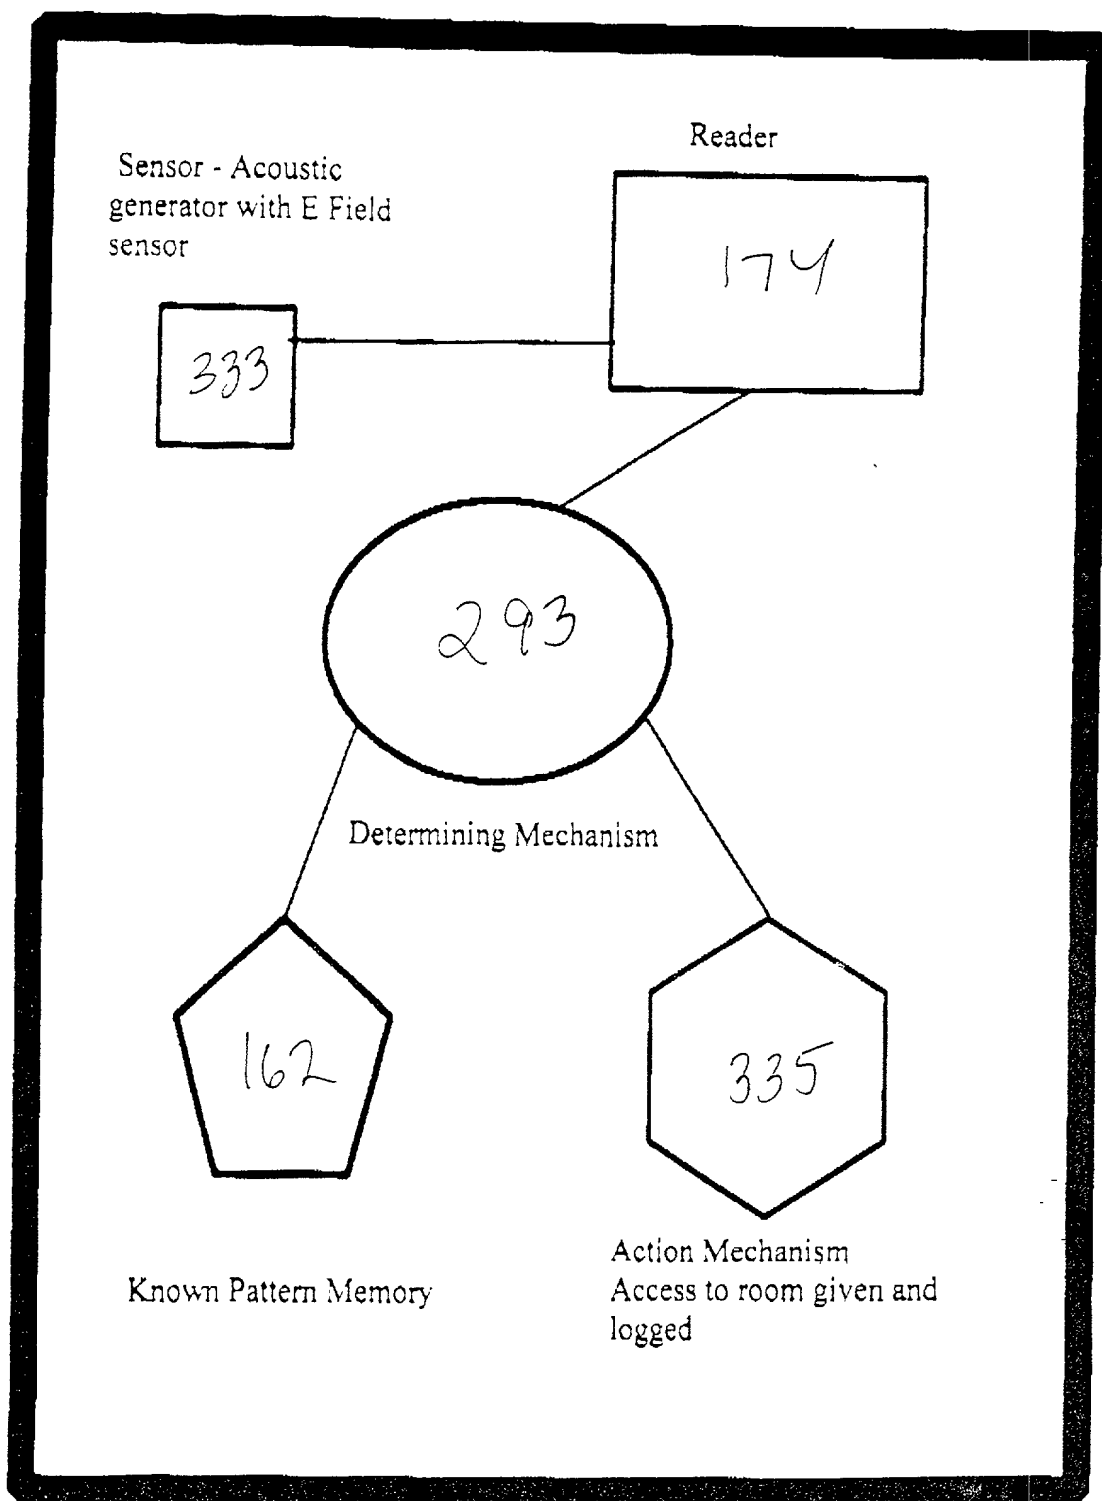 Sensor - Acoustic
generator with E Field
sensor
Reader
174
333
293
Determining Mechanism
162
335
Known Pattern Memory
Action Mechanism
Access to room given and
logged